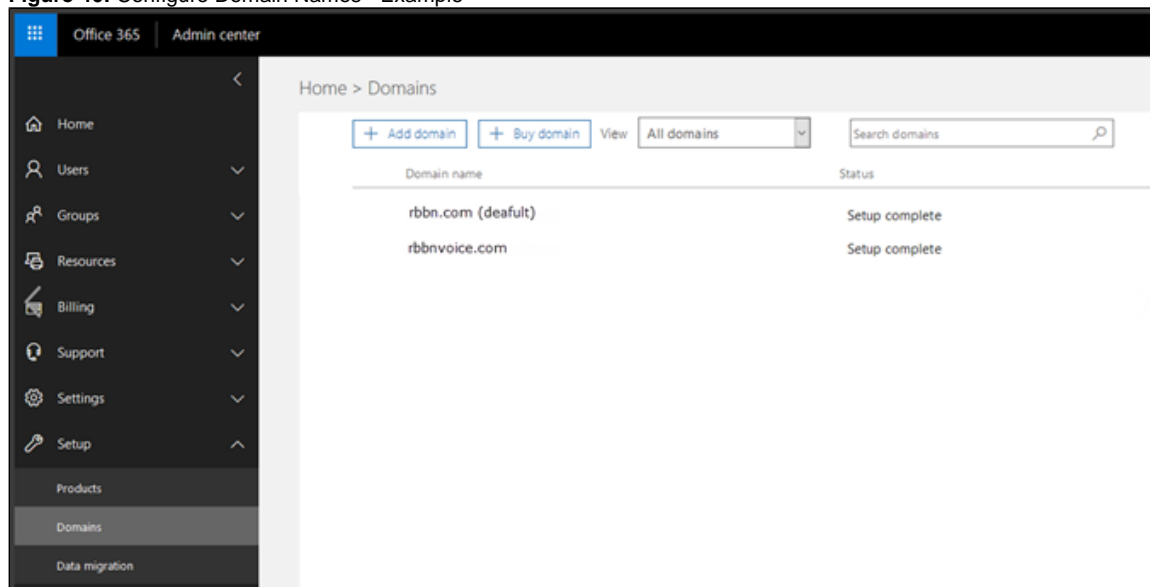 Configure Domain Names - Example
Office 365 Admin center
Home > Domains
Home
Users
Groups
Resources
Billing
Support
Settings
Setup
Products
Domains
Data migration
+ Add domain + Buy domain View All domains Search domains
Domain name Status
rbbn.com (deafult) Setup complete
rbbnvoice.com Setup complete